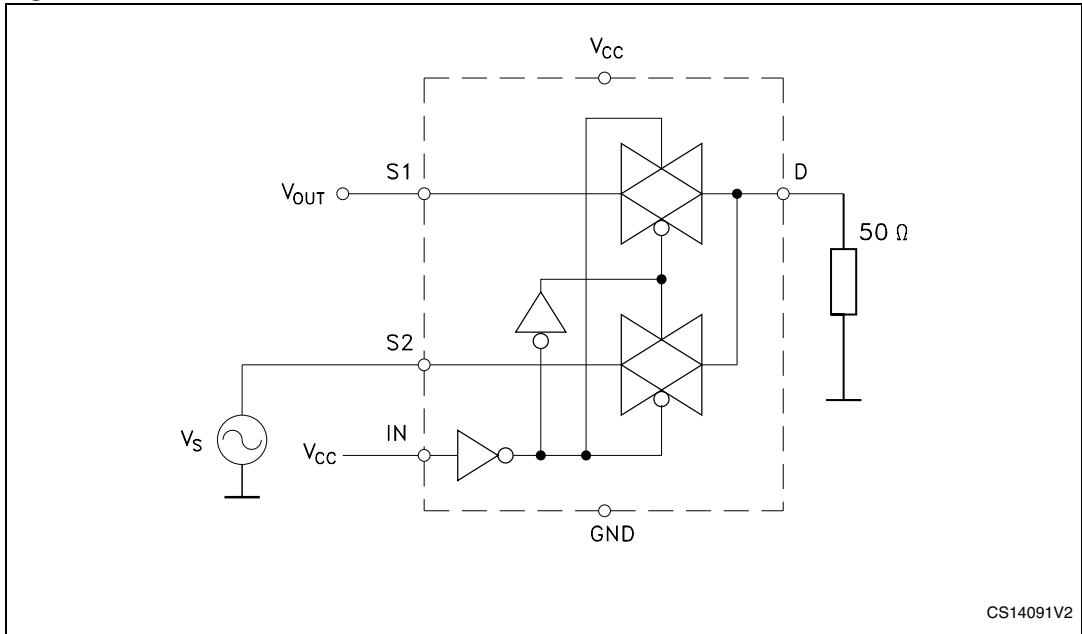 VCC
S1
D
VOUT
50 Ω
S2
VS
IN
VCC
GND
CS14091V2